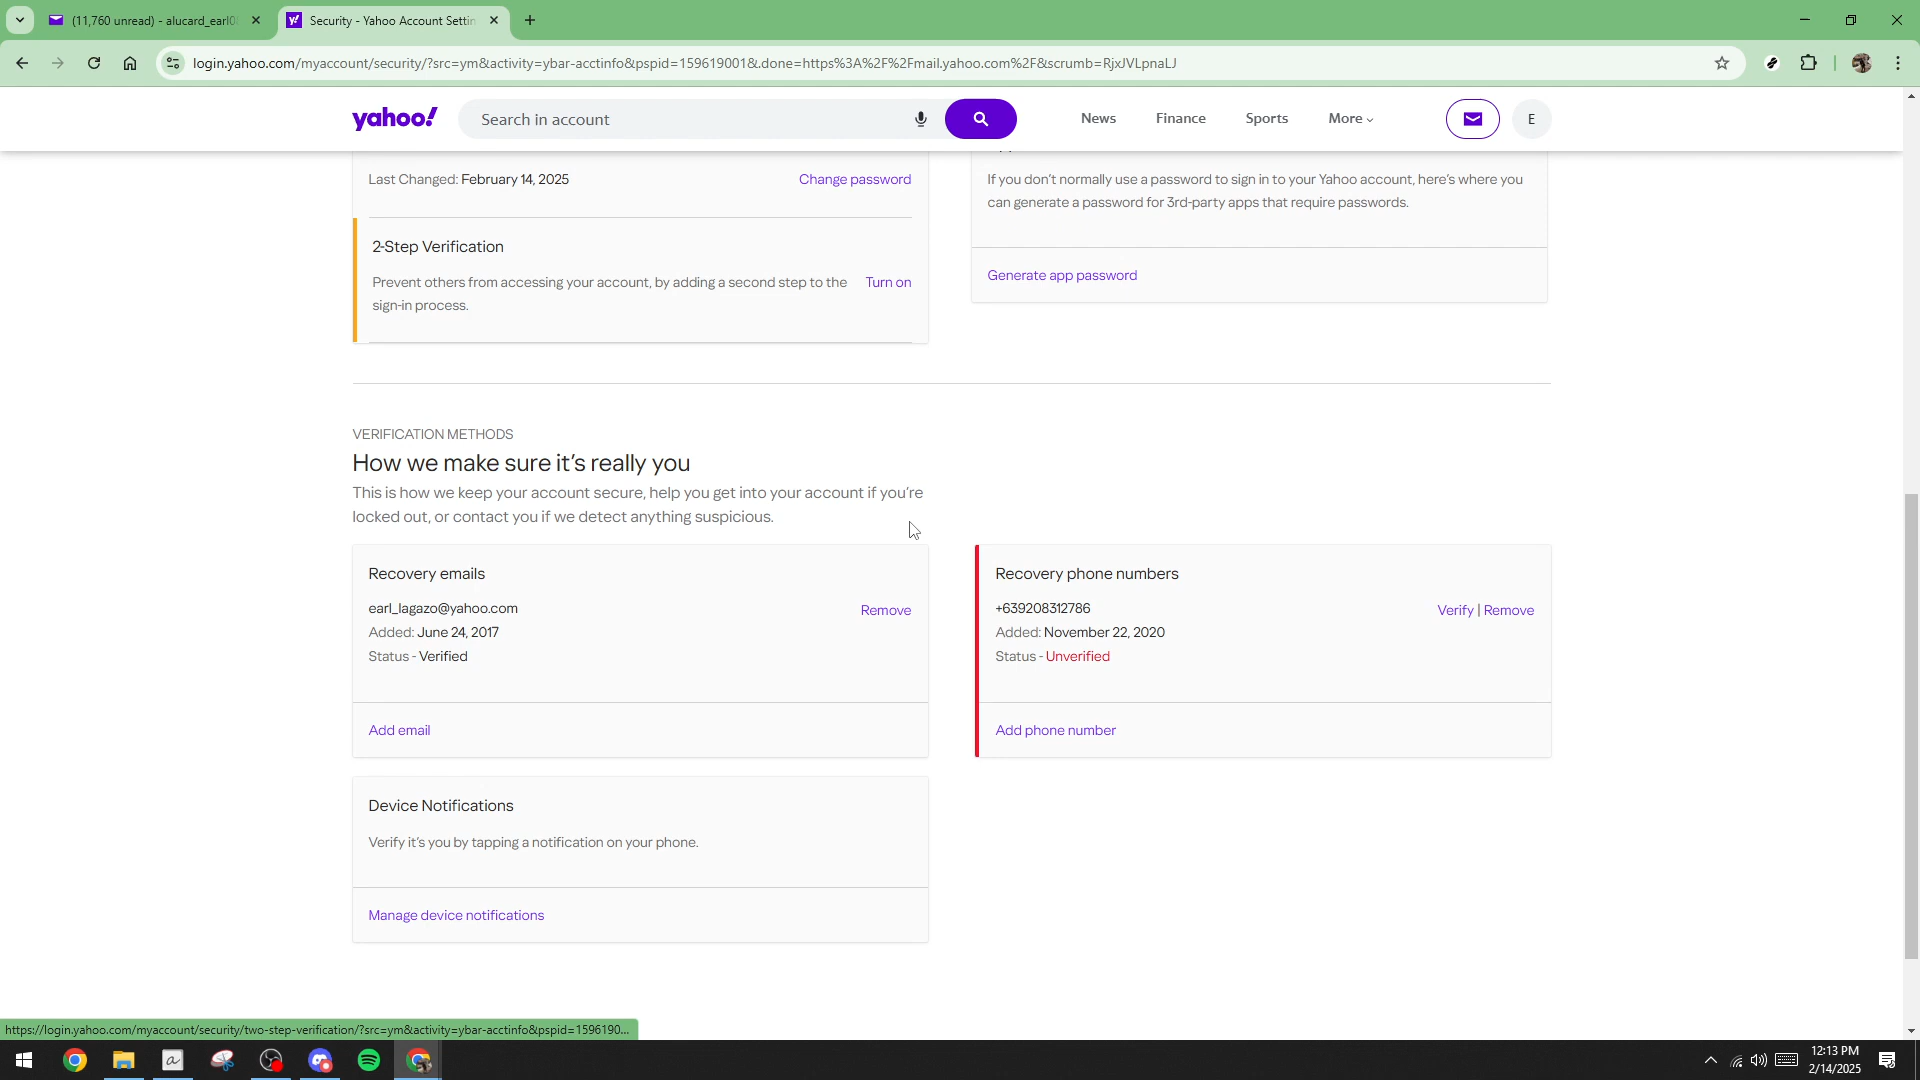 (11,760 unread) - alucard_earl0
Security - Yahoo Account Settin
login.yahoo.com/myaccount/security/?src=ym&activity=ybar-acctinfo&pspid=159619001&.done=https%3A%2F%2Fmail.yahoo.com%2F&scrumb=RjxJVLpnaLJ
yahoo!
Search in account
News
Finance
Sports
More
E
Last Changed: February 14, 2025
Change password
If you don't normally use a password to sign in to your Yahoo account, here's where you
can generate a password for 3rd-party apps that require passwords.
2-Step Verification
Prevent others from accessing your account, by adding a second step to the
sign-in process.
Turn on
Generate app password
VERIFICATION METHODS
How we make sure it's really you
This is how we keep your account secure, help you get into your account if you're
locked out, or contact you if we detect anything suspicious.
Recovery emails
earl_lagazo@yahoo.com
Remove
Added: June 24, 2017
Status - Verified
Add email
Recovery phone numbers
+639208312786
Verify | Remove
Added: November 22, 2020
Status - Unverified
Add phone number
Device Notifications
Verify it's you by tapping a notification on your phone.
Manage device notifications
https://login.yahoo.com/myaccount/security/two-step-verification/?src=ym&activity=ybar-acctinfo&pspid=1596190...
12:13 PM
2/14/2025